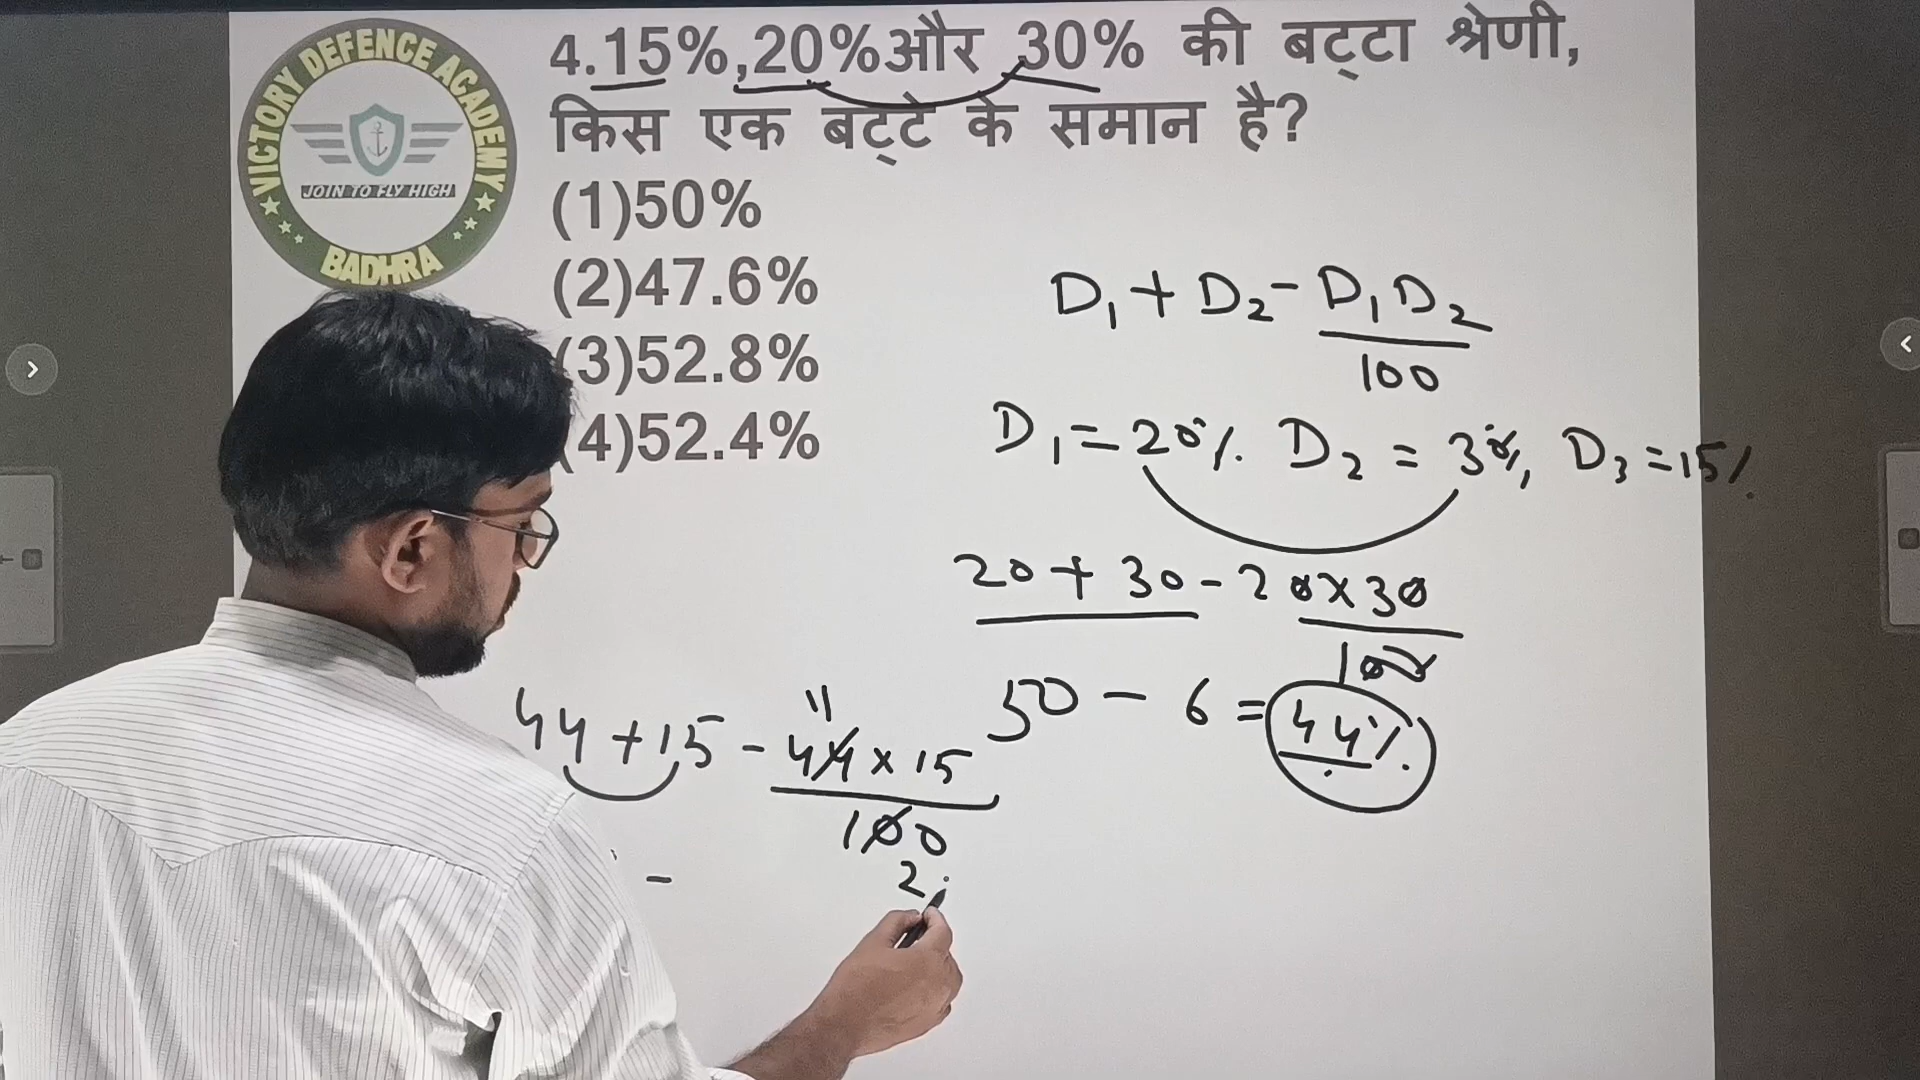 VICTORY DEFENCE ACADEMY
JOIN TO FLY HIGH
BADHRA
4.15%,20%और 30% की बट्टा श्रेणी,
किस एक बट्टे के समान है?
(1)50%
(2)47.6%
(3)52.8%
(4)52.4%
D₁ + D₂ - D₁D₂
100
D₁ = 20%. D₂ = 30%, D₃ = 15%.
20 + 30 - 20 x 30
100
50 - 6 = 44%.
11
44 + 15 - 44 x 15
100
2
-